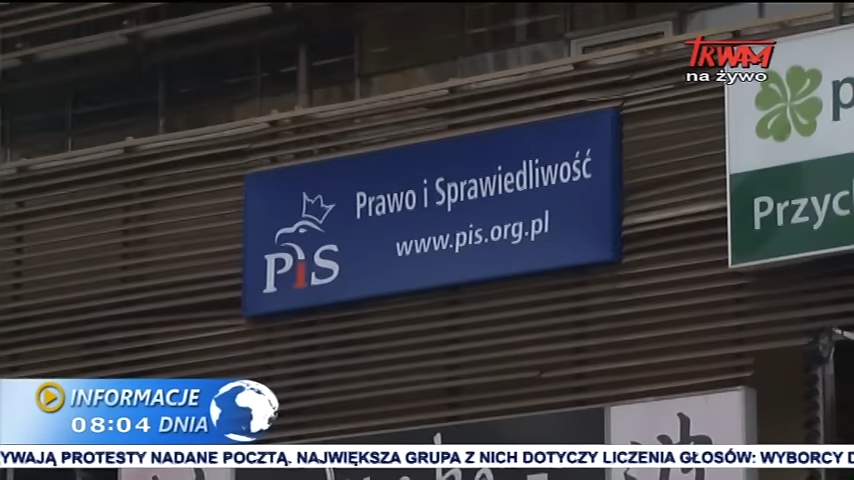 TRWAM
na żywo
Prawo i Sprawiedliwość
www.pis.org.pl
PiS
Przych
INFORMACJE
08:04 DNIA
YWAJĄ PROTESTY NADANE POCZTĄ. NAJWIĘKSZA GRUPA Z NICH DOTYCZY LICZENIA GŁOSÓW: WYBORCY D